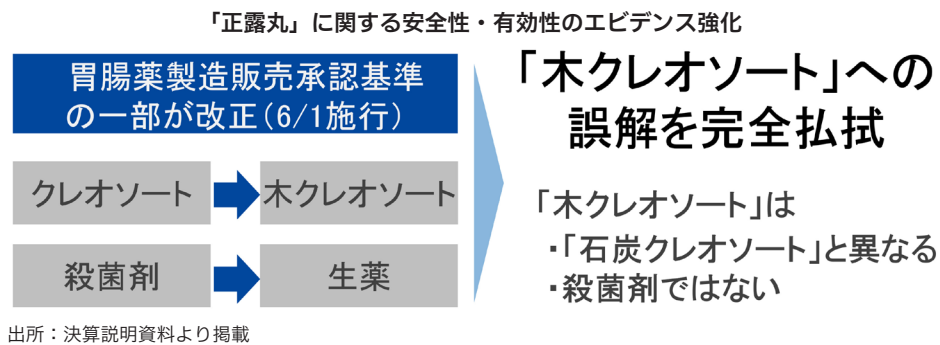 「正露丸」に関する安全性・有効性のエビデンス強化
胃腸薬製造販売承認基準
の一部が改正（6/1施行）
クレオソート
木クレオソート
殺菌剤
生薬
「木クレオソート」への
誤解を完全払拭
「木クレオソート」は
・「石炭クレオソート」と異なる
・殺菌剤ではない
出所：決算説明資料より掲載